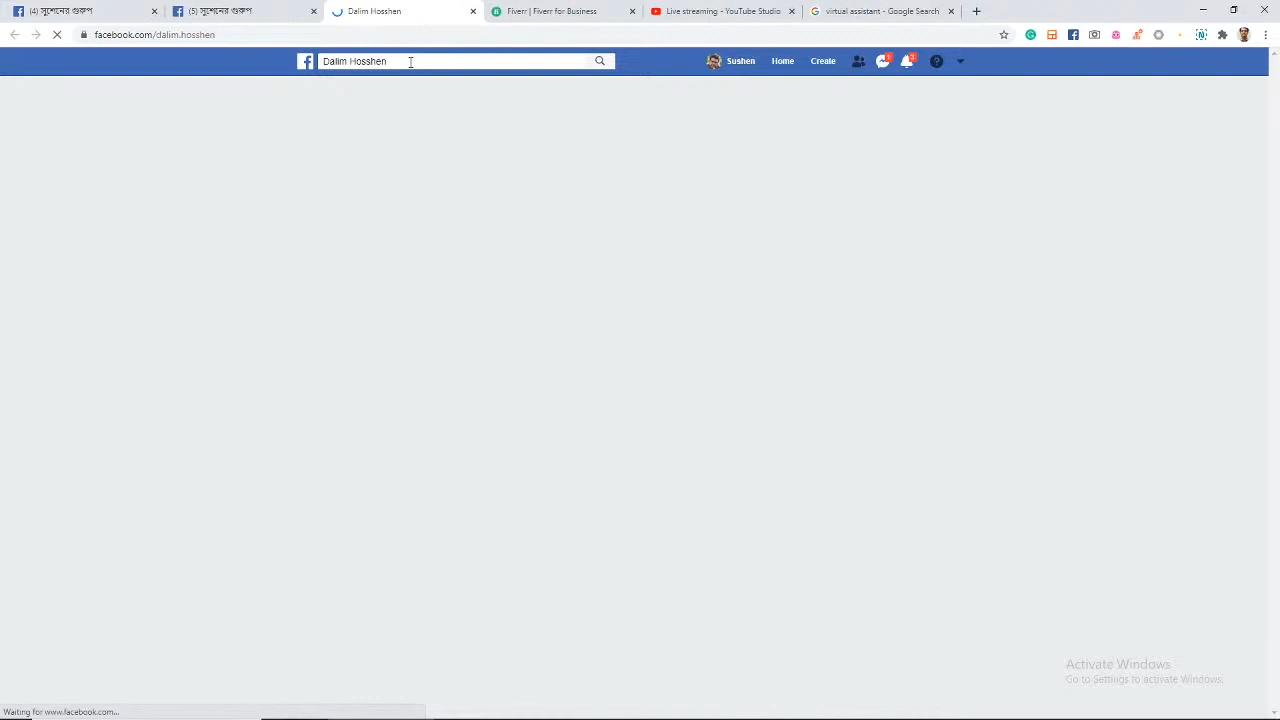 (4) সুশেনের গুরুপ
(5) সুশেনের গুরুপ
Dalim Hosshen
Fiverr | Fiverr for Business
Live streaming - YouTube Studio
virtual assistant - Google Search
facebook.com/dalim.hosshen
Dalim Hosshen
Sushen
Home
Create
Activate Windows
Go to Settings to activate Windows.
Waiting for www.facebook.com...